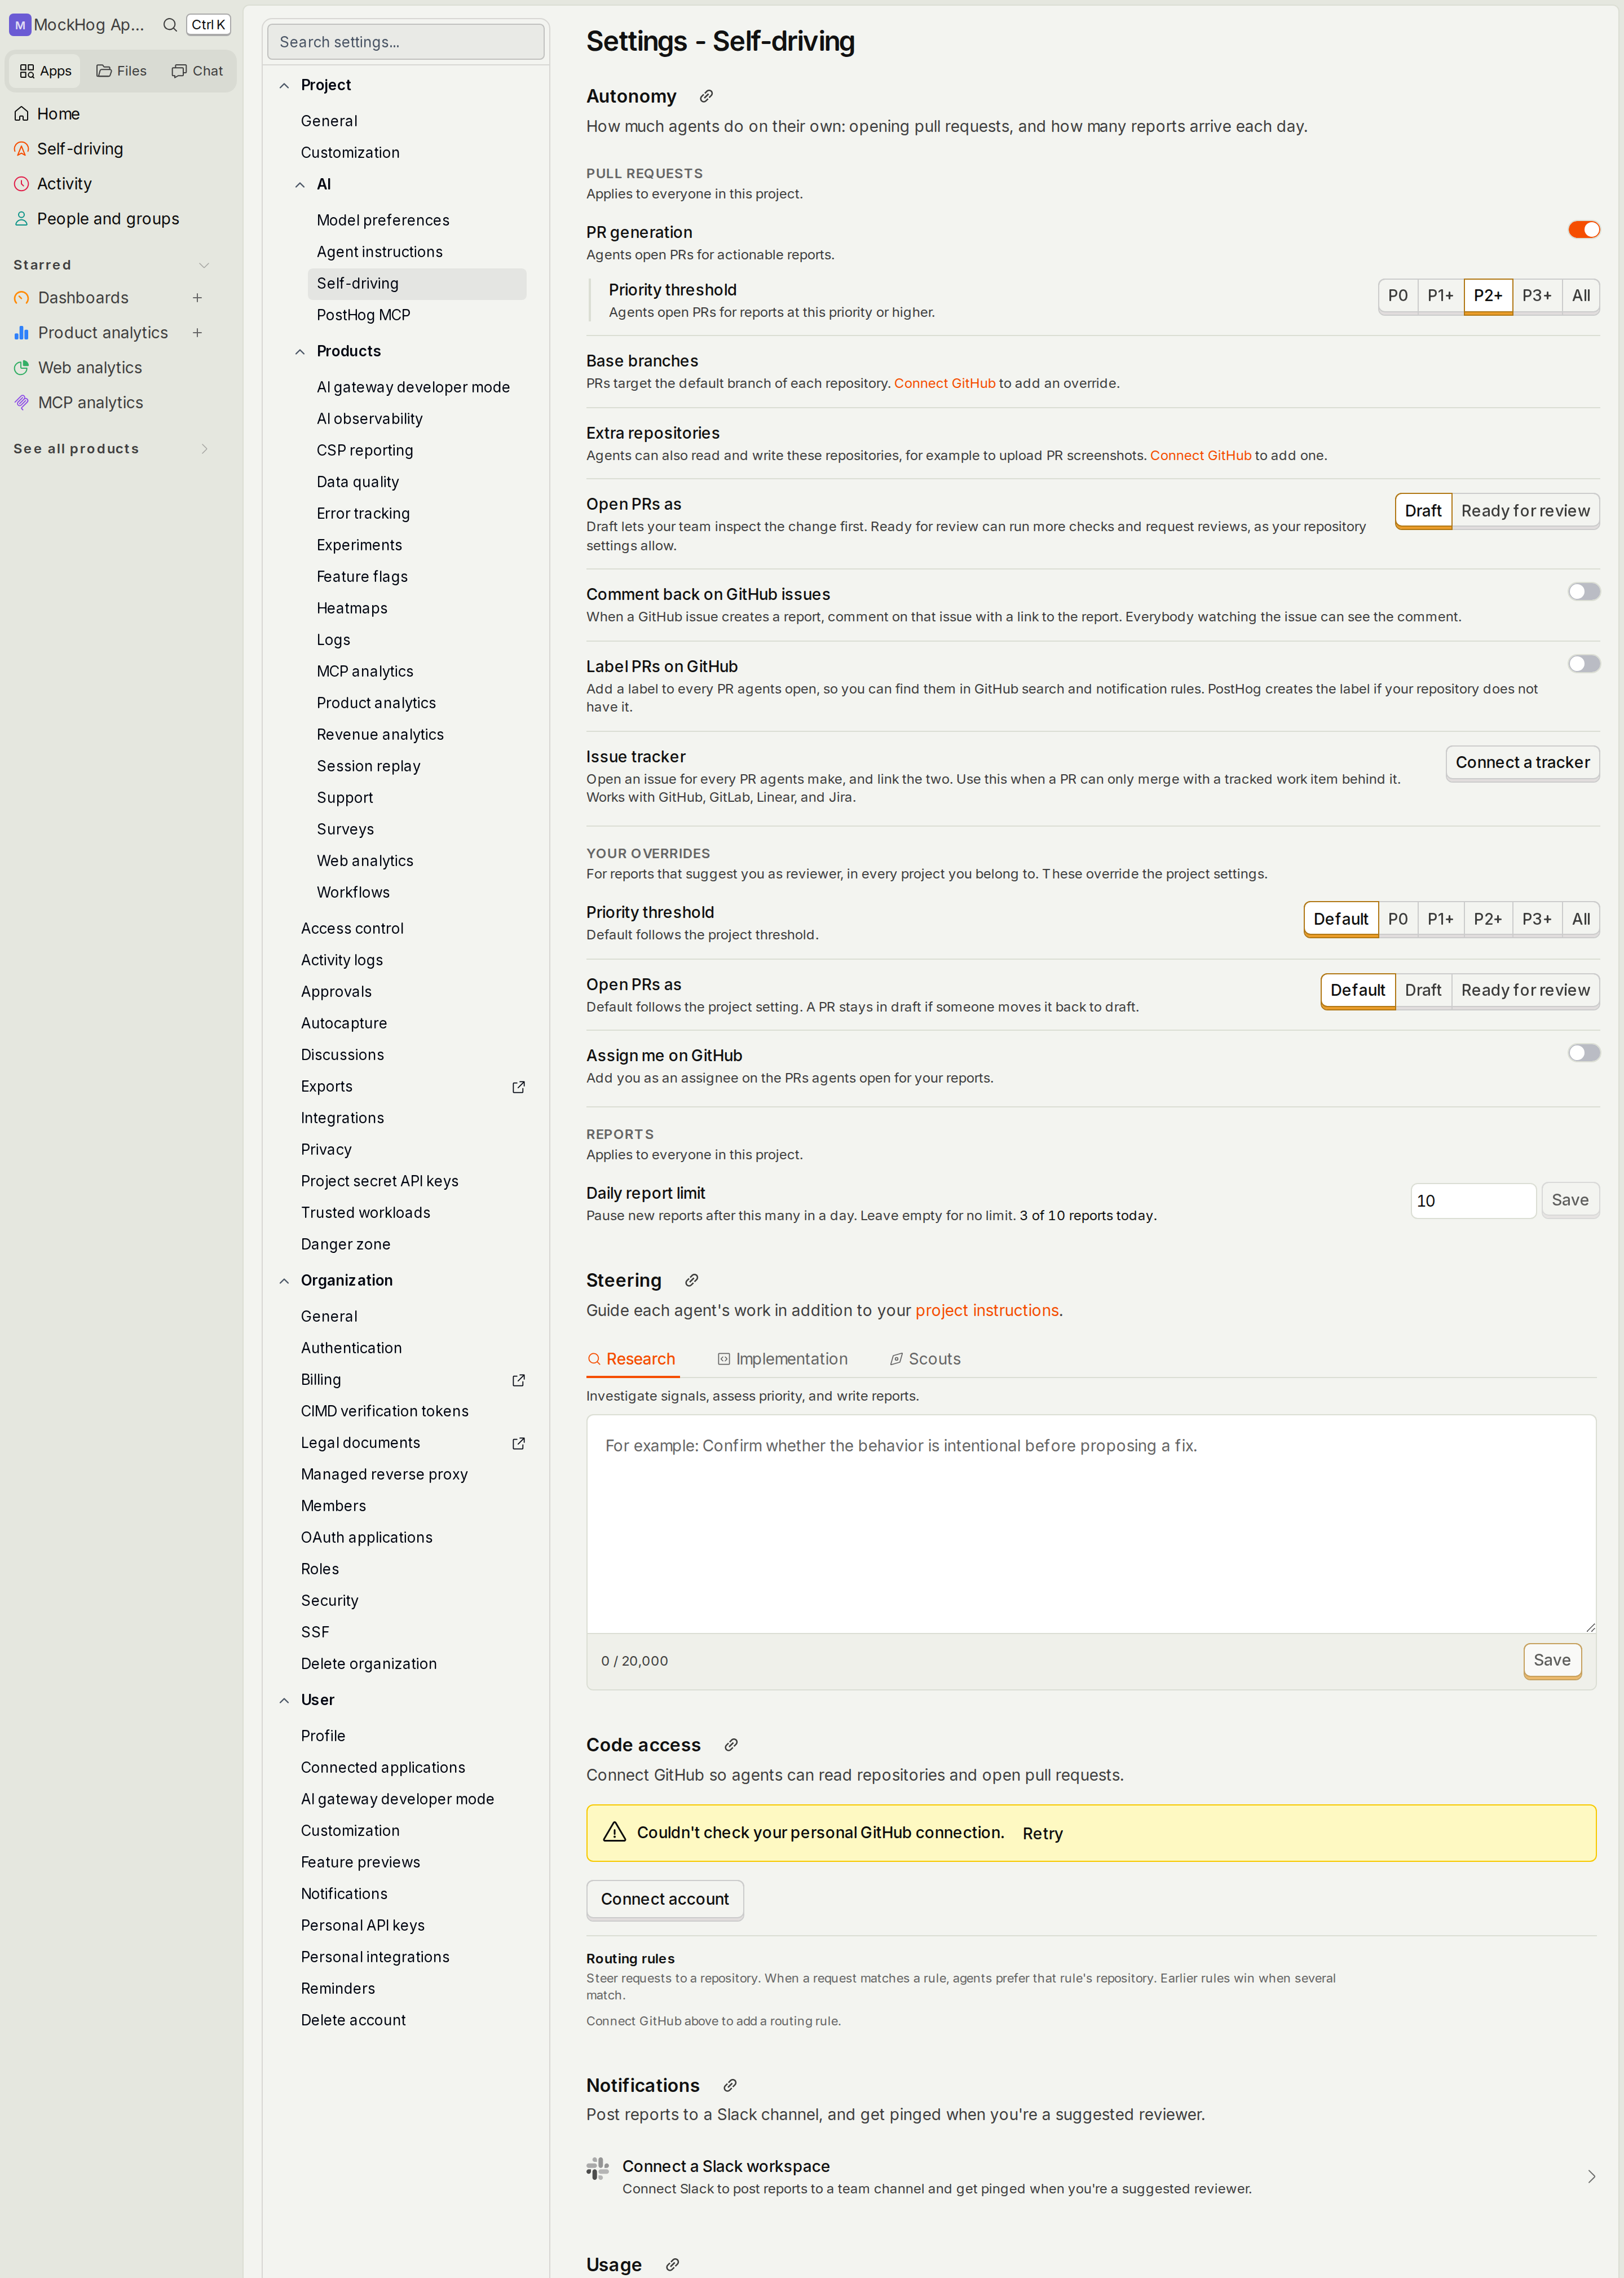 M MockHog Ap... Ctrl K
Apps Files Chat
Home
Self-driving
Activity
People and groups
Starred
Dashboards
Product analytics
Web analytics
MCP analytics
See all products
Search settings...
Project
General
Customization
AI
Model preferences
Agent instructions
Self-driving
PostHog MCP
Products
AI gateway developer mode
AI observability
CSP reporting
Data quality
Error tracking
Experiments
Feature flags
Heatmaps
Logs
MCP analytics
Product analytics
Revenue analytics
Session replay
Support
Surveys
Web analytics
Workflows
Access control
Activity logs
Approvals
Autocapture
Discussions
Exports
Integrations
Privacy
Project secret API keys
Trusted workloads
Danger zone
Organization
General
Authentication
Billing
CIMD verification tokens
Legal documents
Managed reverse proxy
Members
OAuth applications
Roles
Security
SSF
Delete organization
User
Profile
Connected applications
AI gateway developer mode
Customization
Feature previews
Notifications
Personal API keys
Personal integrations
Reminders
Delete account
Settings - Self-driving
Autonomy
How much agents do on their own: opening pull requests, and how many reports arrive each day.
PULL REQUESTS
Applies to everyone in this project.
PR generation
Agents open PRs for actionable reports.
Priority threshold
Agents open PRs for reports at this priority or higher.
P0 P1+ P2+ P3+ All
Base branches
PRs target the default branch of each repository. Connect GitHub to add an override.
Extra repositories
Agents can also read and write these repositories, for example to upload PR screenshots. Connect GitHub to add one.
Open PRs as
Draft lets your team inspect the change first. Ready for review can run more checks and request reviews, as your repository
settings allow.
Draft Ready for review
Comment back on GitHub issues
When a GitHub issue creates a report, comment on that issue with a link to the report. Everybody watching the issue can see the comment.
Label PRs on GitHub
Add a label to every PR agents open, so you can find them in GitHub search and notification rules. PostHog creates the label if your repository does not
have it.
Issue tracker
Open an issue for every PR agents make, and link the two. Use this when a PR can only merge with a tracked work item behind it.
Works with GitHub, GitLab, Linear, and Jira.
Connect a tracker
YOUR OVERRIDES
For reports that suggest you as reviewer, in every project you belong to. These override the project settings.
Priority threshold
Default follows the project threshold.
Default P0 P1+ P2+ P3+ All
Open PRs as
Default follows the project setting. A PR stays in draft if someone moves it back to draft.
Default Draft Ready for review
Assign me on GitHub
Add you as an assignee on the PRs agents open for your reports.
REPORTS
Applies to everyone in this project.
Daily report limit
Pause new reports after this many in a day. Leave empty for no limit. 3 of 10 reports today.
10 Save
Steering
Guide each agent's work in addition to your project instructions.
Research Implementation Scouts
Investigate signals, assess priority, and write reports.
For example: Confirm whether the behavior is intentional before proposing a fix.
0 / 20,000 Save
Code access
Connect GitHub so agents can read repositories and open pull requests.
Couldn't check your personal GitHub connection. Retry
Connect account
Routing rules
Steer requests to a repository. When a request matches a rule, agents prefer that rule's repository. Earlier rules win when several
match.
Connect GitHub above to add a routing rule.
Notifications
Post reports to a Slack channel, and get pinged when you're a suggested reviewer.
Connect a Slack workspace
Connect Slack to post reports to a team channel and get pinged when you're a suggested reviewer.
Usage